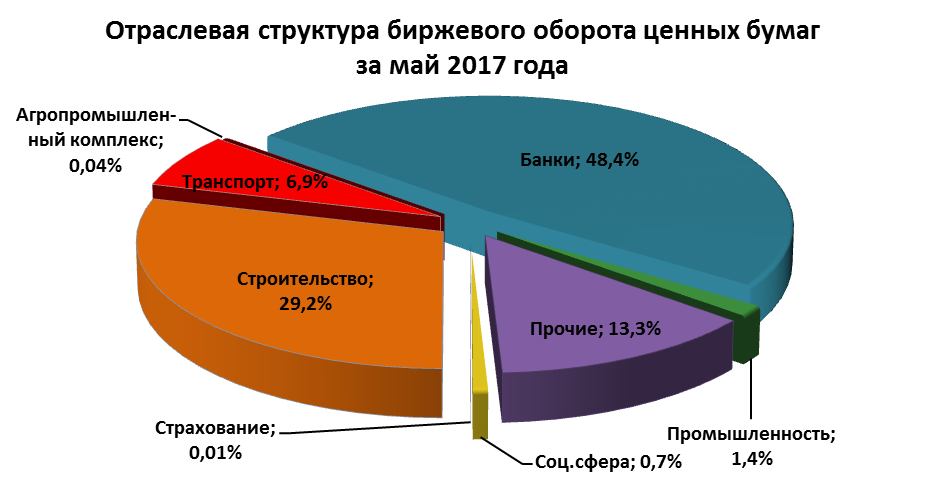 Отраслевая структура биржевого оборота ценных бумаг
за май 2017 года
Агропромышлен-
ный комплекс;
0,04%
Банки; 48,4%
Транспорт; 6,9%
Строительство;
29,2%
Прочие; 13,3%
Страхование;
0,01%
Соц.сфера; 0,7%
Промышленность;
1,4%